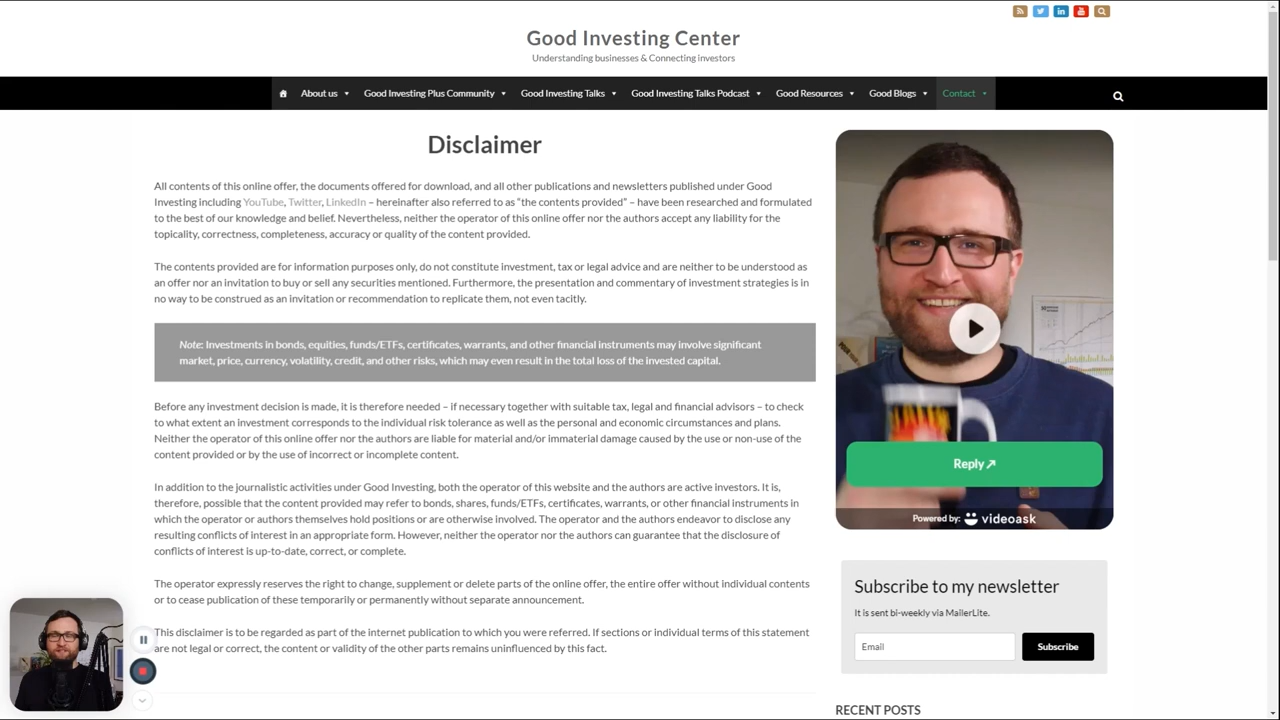 Good Investing Center
Understanding businesses & Connecting investors
About us
Good Investing Plus Community
Good Investing Talks
Good Investing Talks Podcast
Good Resources
Good Blogs
Contact
Disclaimer
All contents of this online offer, the documents offered for download, and all other publications and newsletters published under Good
Investing including YouTube, Twitter, LinkedIn – hereinafter also referred to as “the contents provided” – have been researched and formulated
to the best of our knowledge and belief. Nevertheless, neither the operator of this online offer nor the authors accept any liability for the
topicality, correctness, completeness, accuracy or quality of the content provided.
The contents provided are for information purposes only, do not constitute investment, tax or legal advice and are neither to be understood as
an offer nor an invitation to buy or sell any securities mentioned. Furthermore, the presentation and commentary of investment strategies is in
no way to be construed as an invitation or recommendation to replicate them, not even tacitly.
Note: Investments in bonds, equities, funds/ETFs, certificates, warrants, and other financial instruments may involve significant
market, price, currency, volatility, credit, and other risks, which may even result in the total loss of the invested capital.
Before any investment decision is made, it is therefore needed – if necessary together with suitable tax, legal and financial advisors – to check
to what extent an investment corresponds to the individual risk tolerance as well as the personal and economic circumstances and plans.
Neither the operator of this online offer nor the authors are liable for material and/or immaterial damage caused by the use or non-use of the
content provided or by the use of incorrect or incomplete content.
In addition to the journalistic activities under Good Investing, both the operator of this website and the authors are active investors. It is,
therefore, possible that the content provided may refer to bonds, shares, funds/ETFs, certificates, warrants, or other financial instruments in
which the operator or authors themselves hold positions or are otherwise involved. The operator and the authors endeavor to disclose any
resulting conflicts of interest in an appropriate form. However, neither the operator nor the authors can guarantee that the disclosure of
conflicts of interest is up-to-date, correct, or complete.
The operator expressly reserves the right to change, supplement or delete parts of the online offer, the entire offer without individual contents
or to cease publication of these temporarily or permanently without separate announcement.
This disclaimer is to be regarded as part of the internet publication to which you were referred. If sections or individual terms of this statement
are not legal or correct, the content or validity of the other parts remains uninfluenced by this fact.
Reply ↗
Powered by: videoask
Subscribe to my newsletter
It is sent bi-weekly via MailerLite.
Email
Subscribe
RECENT POSTS